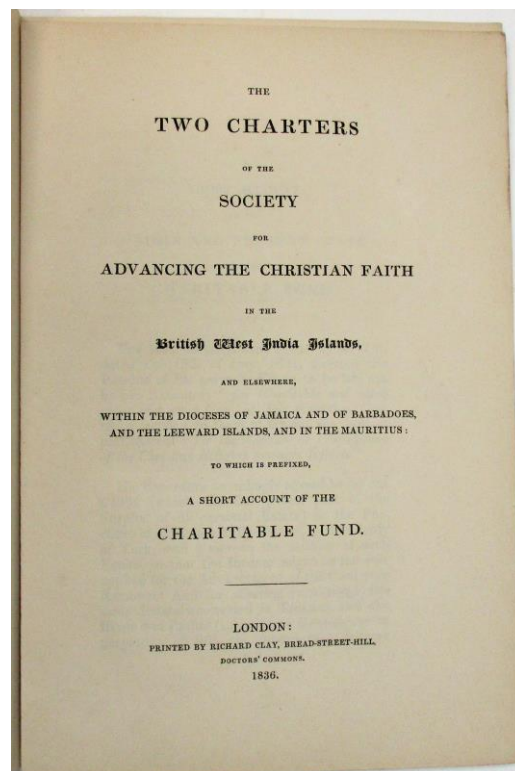 THE
TWO CHARTERS
OF THE
SOCIETY
FOR
ADVANCING THE CHRISTIAN FAITH
IN THE
British West India Islands,
AND ELSEWHERE,
WITHIN THE DIOCESES OF JAMAICA AND OF BARBADOES,
AND THE LEEWARD ISLANDS, AND IN THE MAURITIUS:
TO WHICH IS PREFIXED,
A SHORT ACCOUNT OF THE
CHARITABLE FUND.
LONDON:
PRINTED BY RICHARD CLAY, BREAD-STREET-HILL,
DOCTORS' COMMONS.
1836.